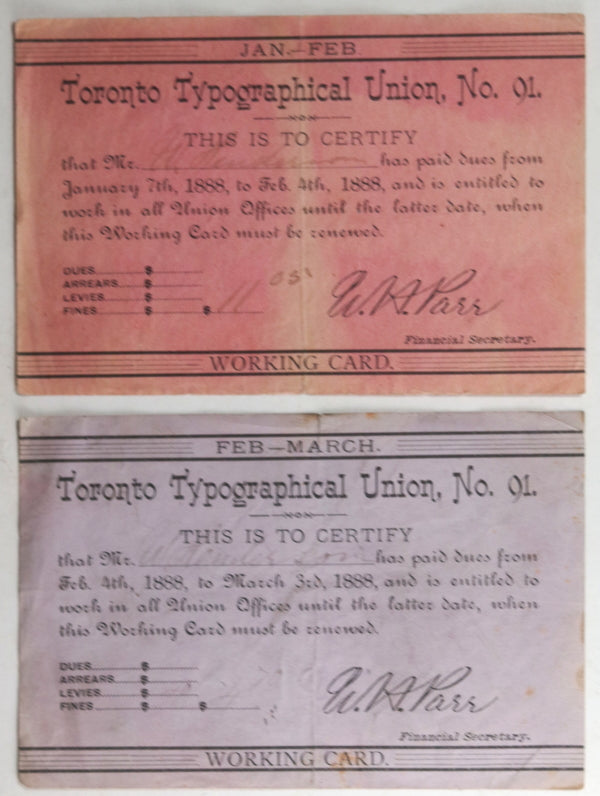 JAN.–FEB.
Toronto Typographical Union, No. 91.
THIS IS TO CERTIFY
that Mr. Henderson has paid dues from
January 7th, 1888, to Feb. 4th, 1888, and is entitled to
work in all Union Offices until the latter date, when
this Working Card must be renewed.
DUES $
ARREARS $
LEVIES $
FINES $ $ 11 05
W.H. Parr
Financial Secretary.
WORKING CARD.
FEB–MARCH.
Toronto Typographical Union, No. 91.
THIS IS TO CERTIFY
that Mr. Henderson has paid dues from
Feb. 4th, 1888, to March 3rd, 1888, and is entitled to
work in all Union Offices until the latter date, when
this Working Card must be renewed.
DUES $
ARREARS $
LEVIES $
FINES $ $
W.H. Parr
Financial Secretary.
WORKING CARD.